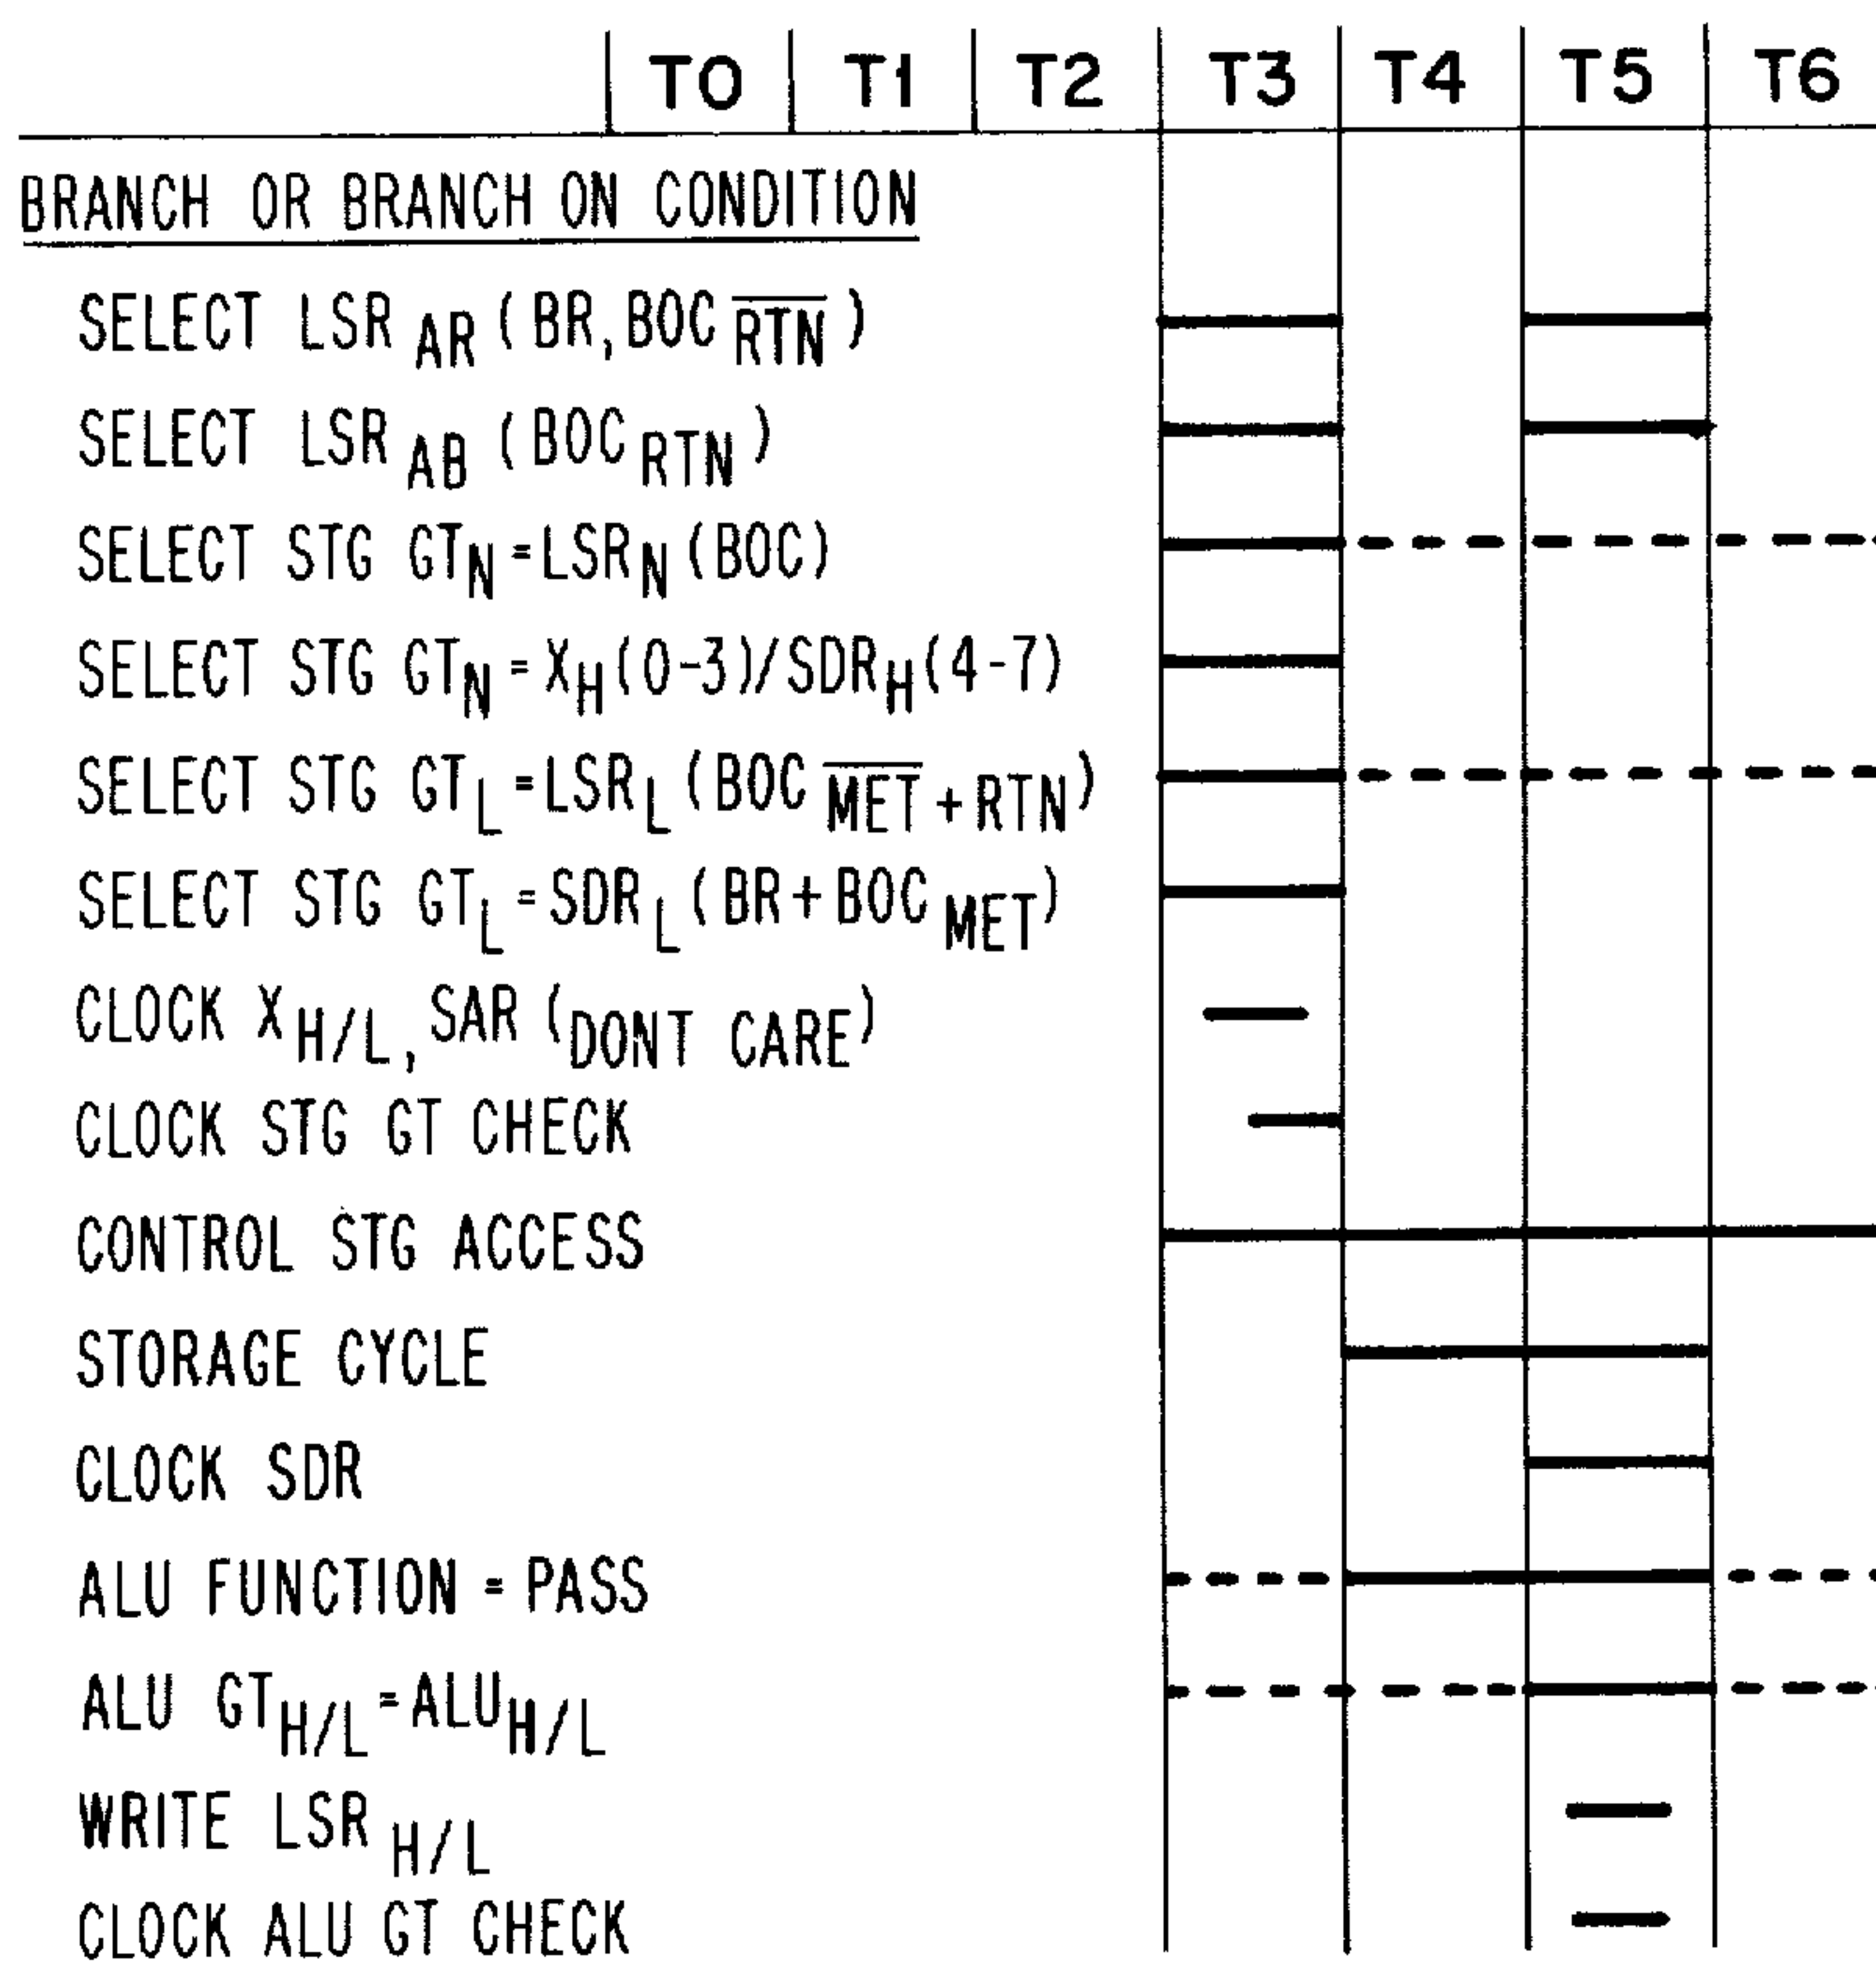 T0 T1 T2 T3 T4 T5 T6
BRANCH OR BRANCH ON CONDITION
SELECT LSR AR (BR, BOC R̅T̅N̅)
SELECT LSR AB (BOC RTN)
SELECT STG GTN=LSRN (BOC)
SELECT STG GTN=XH(0-3)/SDRH(4-7)
SELECT STG GTL=LSRL (BOC M̅E̅T̅+RTN)
SELECT STG GTL=SDRL (BR+BOC MET)
CLOCK XH/L, SAR (DONT CARE)
CLOCK STG GT CHECK
CONTROL STG ACCESS
STORAGE CYCLE
CLOCK SDR
ALU FUNCTION = PASS
ALU GTH/L=ALUH/L
WRITE LSR H/L
CLOCK ALU GT CHECK